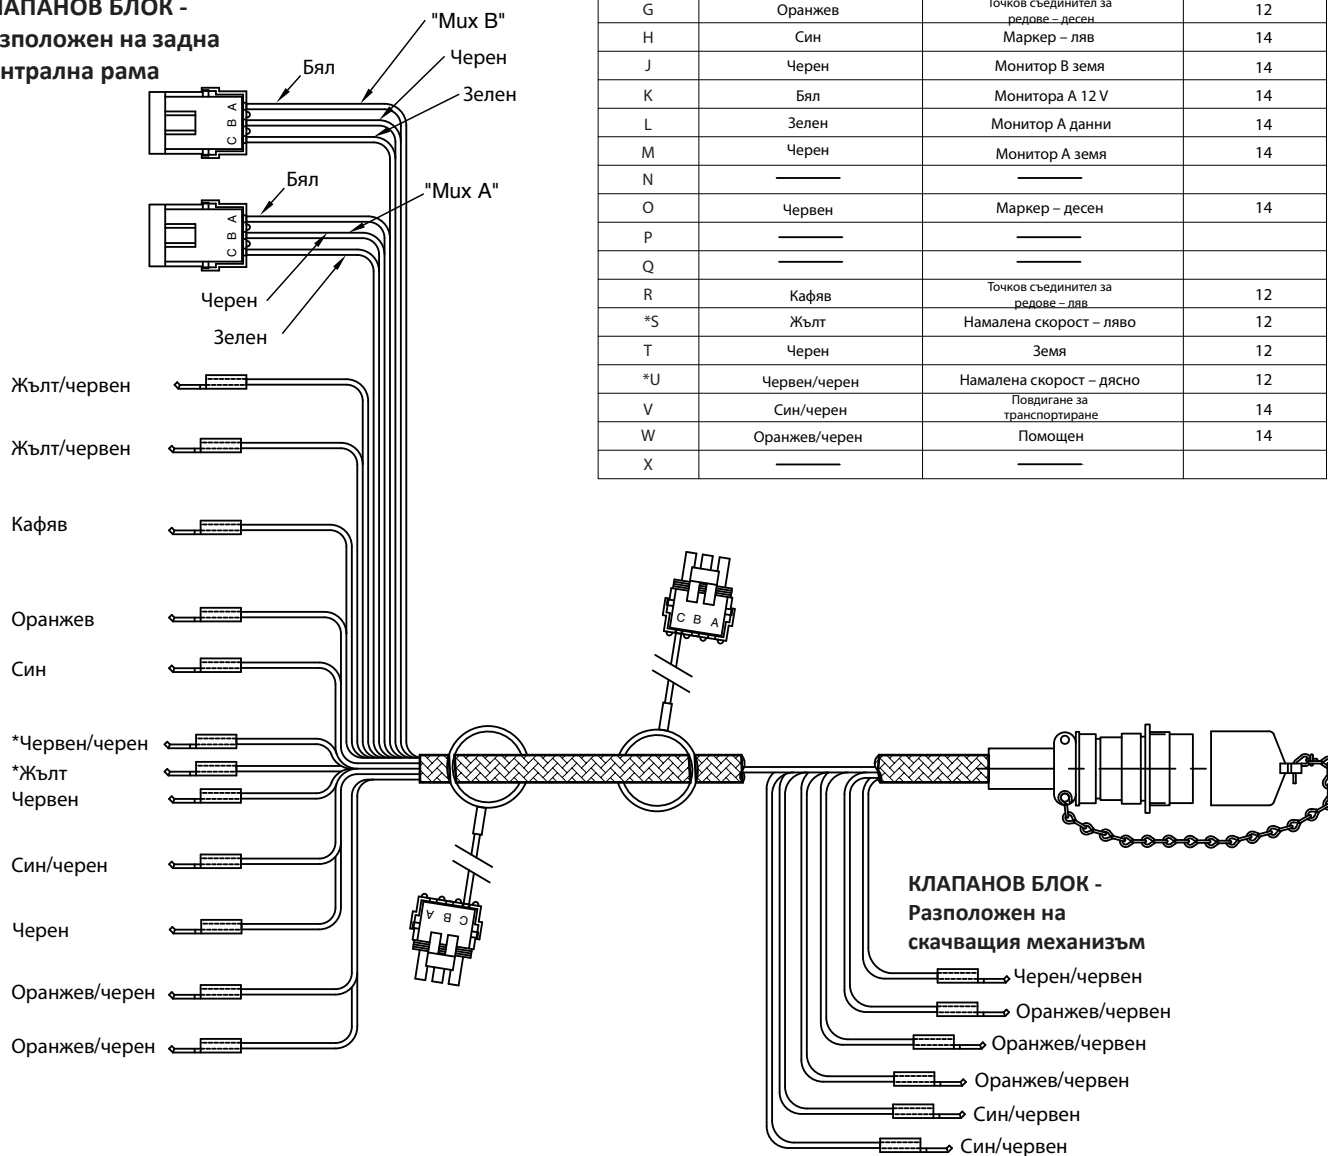 КЛАПАНОВ БЛОК -
зположен на задна
нтрална рама
"Mux B"
Бял
Черен
Зелен
A
B
C
Бял
"Mux A"
A
B
C
Черен
Зелен
G Оранжев Точков съединител за
редове – десен 12
H Син Маркер – ляв 14
J Черен Монитор B земя 14
K Бял Монитора A 12 V 14
L Зелен Монитор A данни 14
M Черен Монитор A земя 14
N
O Червен Маркер – десен 14
P
Q
R Кафяв Точков съединител за
редове – ляв 12
*S Жълт Намалена скорост – ляво 12
T Черен Земя 12
*U Червен/черен Намалена скорост – дясно 12
V Син/черен Повдигане за
транспортиране 14
W Оранжев/черен Помощен 14
X
Жълт/червен
Жълт/червен
Кафяв
Оранжев
Син
*Червен/черен
*Жълт
Червен
Син/черен
Черен
Оранжев/черен
Оранжев/черен
C B A
C B A
КЛАПАНОВ БЛОК -
Разположен на
скачващия механизъм
Черен/червен
Оранжев/червен
Оранжев/червен
Оранжев/червен
Син/червен
Син/червен